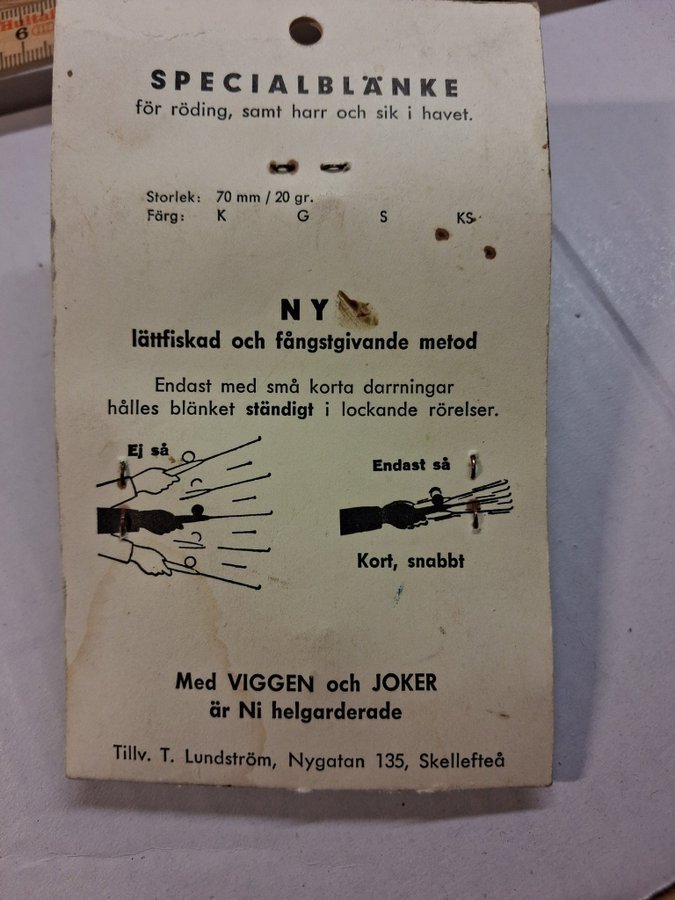 Hultaf
6
SPECIALBLÄNKE
för röding, samt harr och sik i havet.
Storlek: 70 mm / 20 gr.
Färg: K G S KS
NY
lättfiskad och fångstgivande metod
Endast med små korta darrningar
hålles blänket ständigt i lockande rörelser.
Ej så
Endast så
Kort, snabbt
Med VIGGEN och JOKER
är Ni helgarderade
Tillv. T. Lundström, Nygatan 135, Skellefteå